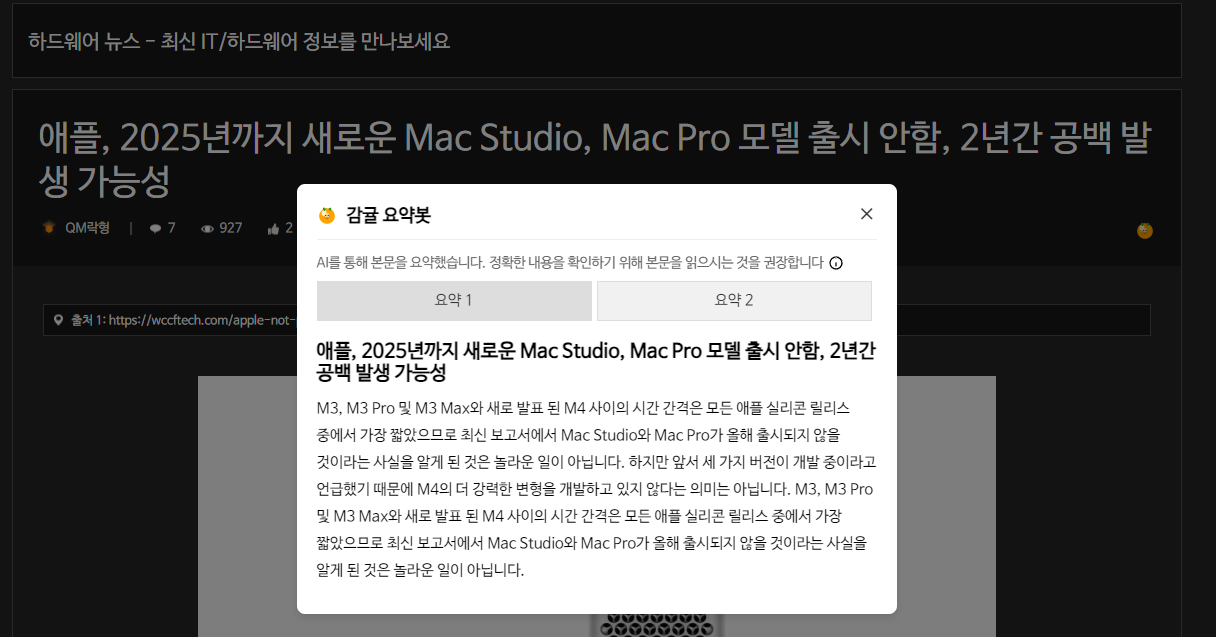 하드웨어 뉴스 - 최신 IT/하드웨어 정보를 만나보세요
애플, 2025년까지 새로운 Mac Studio, Mac Pro 모델 출시 안함, 2년간 공백 발
생 가능성
QM락형 | 7 927 2
출처 1: https://wccftech.com/apple-not-
감귤 요약봇
AI를 통해 본문을 요약했습니다. 정확한 내용을 확인하기 위해 본문을 읽으시는 것을 권장합니다
요약 1
요약 2
애플, 2025년까지 새로운 Mac Studio, Mac Pro 모델 출시 안함, 2년간
공백 발생 가능성
M3, M3 Pro 및 M3 Max와 새로 발표 된 M4 사이의 시간 간격은 모든 애플 실리콘 릴리스
중에서 가장 짧았으므로 최신 보고서에서 Mac Studio와 Mac Pro가 올해 출시되지 않을
것이라는 사실을 알게 된 것은 놀라운 일이 아닙니다. 하지만 앞서 세 가지 버전이 개발 중이라고
언급했기 때문에 M4의 더 강력한 변형을 개발하고 있지 않다는 의미는 아닙니다. M3, M3 Pro
및 M3 Max와 새로 발표 된 M4 사이의 시간 간격은 모든 애플 실리콘 릴리스 중에서 가장
짧았으므로 최신 보고서에서 Mac Studio와 Mac Pro가 올해 출시되지 않을 것이라는 사실을
알게 된 것은 놀라운 일이 아닙니다.